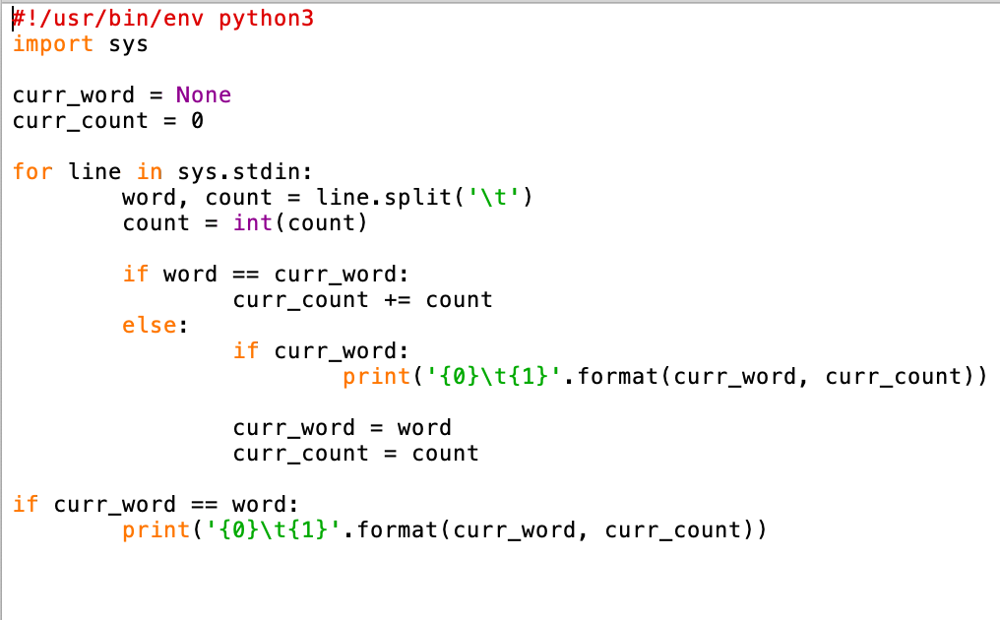 #!/usr/bin/env python3
import sys

curr_word = None
curr_count = 0

for line in sys.stdin:
        word, count = line.split('\t')
        count = int(count)

        if word == curr_word:
                curr_count += count
        else:
                if curr_word:
                        print('{0}\t{1}'.format(curr_word, curr_count))

                curr_word = word
                curr_count = count

if curr_word == word:
        print('{0}\t{1}'.format(curr_word, curr_count))